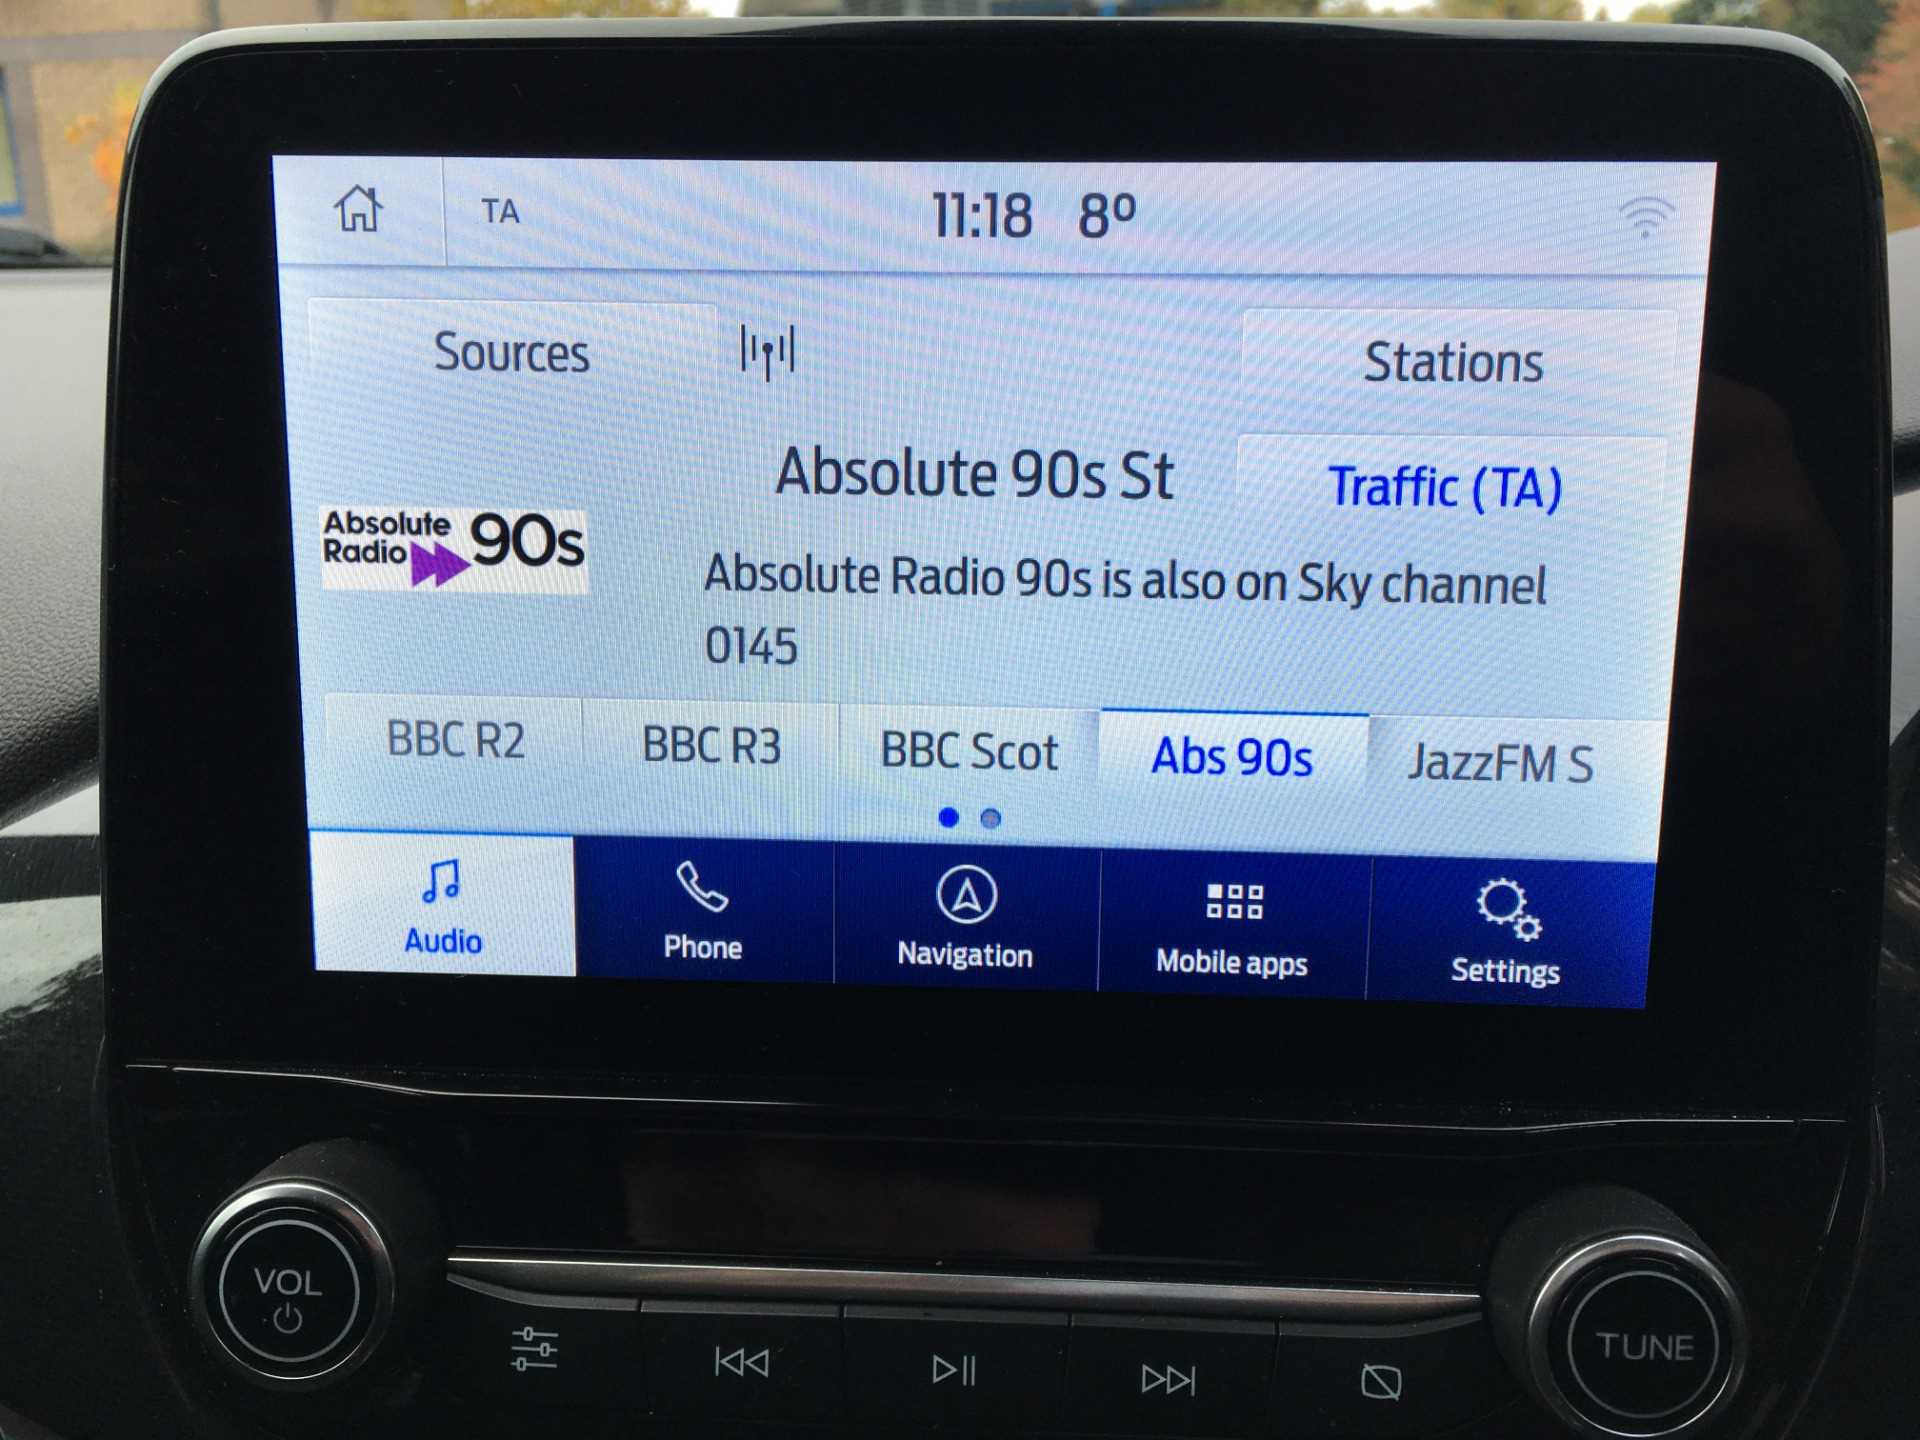 TA
11:18 8º
Sources
Stations
Absolute 90s St
Traffic (TA)
Absolute
Radio 90s
Absolute Radio 90s is also on Sky channel
0145
BBC R2
BBC R3
BBC Scot
Abs 90s
JazzFM S
Audio
Phone
Navigation
Mobile apps
Settings
VOL
TUNE